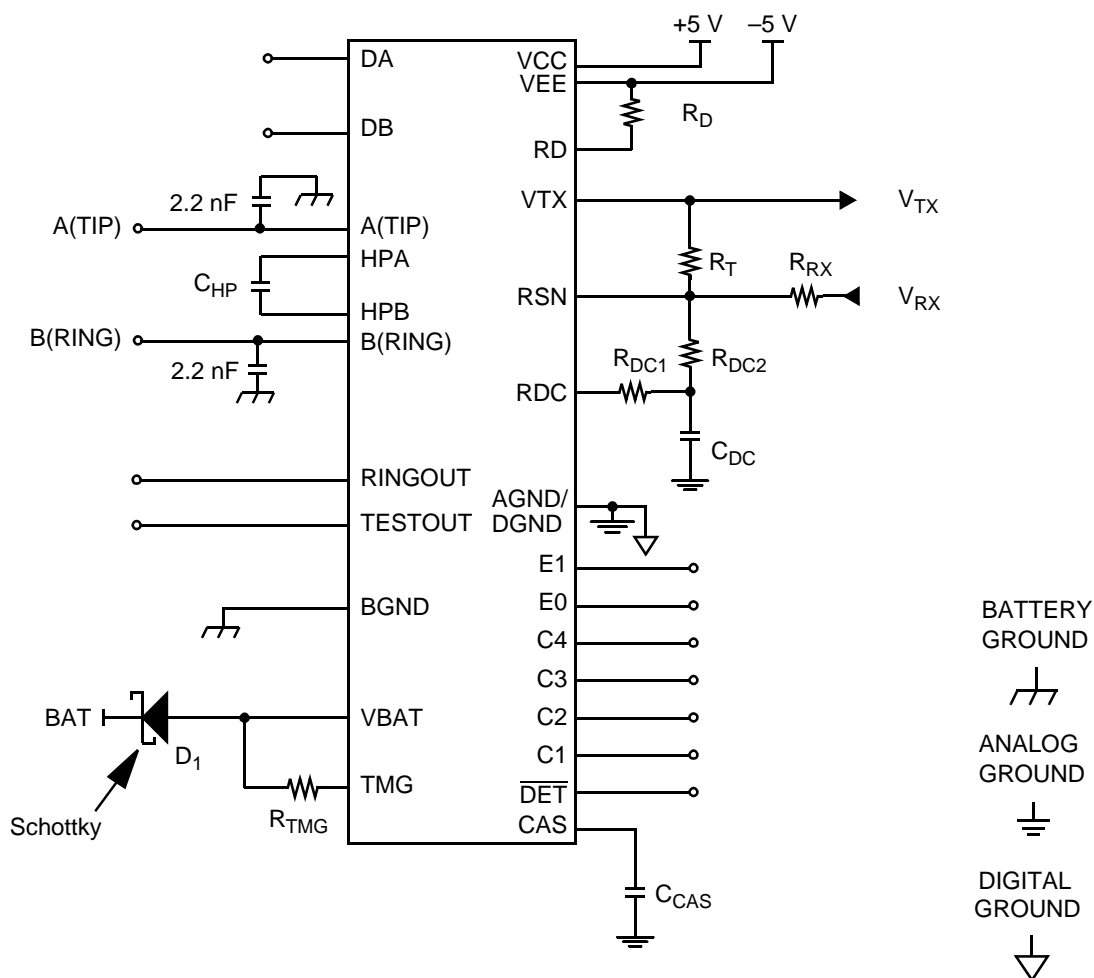 +5 V
–5 V
DA
VCC
VEE
R_D
DB
RD
2.2 nF
VTX
V_TX
A(TIP)
A(TIP)
HPA
C_HP
R_T
R_RX
HPB
RSN
V_RX
B(RING)
B(RING)
2.2 nF
R_DC1
R_DC2
RDC
C_DC
RINGOUT
AGND/
DGND
TESTOUT
E1
BGND
E0
C4
C3
BAT
VBAT
C2
D_1
C1
TMG
DET
R_TMG
CAS
Schottky
C_CAS
BATTERY
GROUND
ANALOG
GROUND
DIGITAL
GROUND